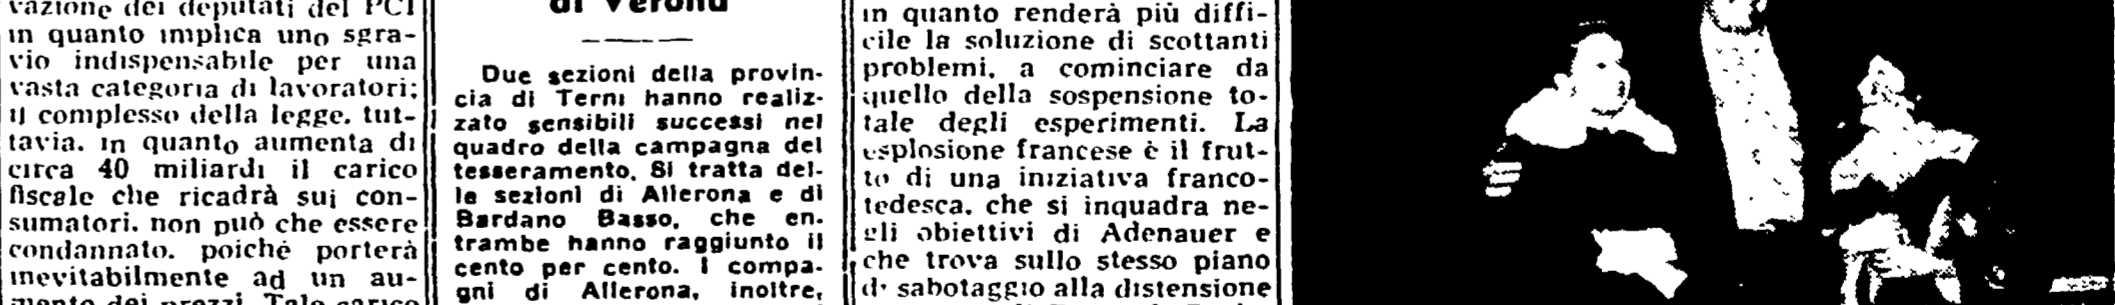 vazione dei deputati del PCI
in quanto implica uno sgra-
vio indispensabile per una
vasta categoria di lavoratori;
il complesso della legge, tut-
tavia, in quanto aumenta di
circa 40 miliardi il carico
fiscale che ricadrà sui con-
sumatori, non può che essere
condannato, poiché porterà
inevitabilmente ad un au-
mento dei prezzi. Tale carico
di Verona
Due sezioni della provin-
cia di Terni hanno realiz-
zato sensibili successi nel
quadro della campagna del
tesseramento. Si tratta del-
le sezioni di Allerona e di
Bardano Basso, che en-
trambe hanno raggiunto il
cento per cento. I compa-
gni di Allerona, inoltre,
in quanto renderà più diffi-
cile la soluzione di scottanti
problemi, a cominciare da
quello della sospensione to-
tale degli esperimenti. La
esplosione francese è il frut-
to di una iniziativa franco-
tedesca, che si inquadra ne-
gli obiettivi di Adenauer e
che trova sullo stesso piano
di sabotaggio alla distensione